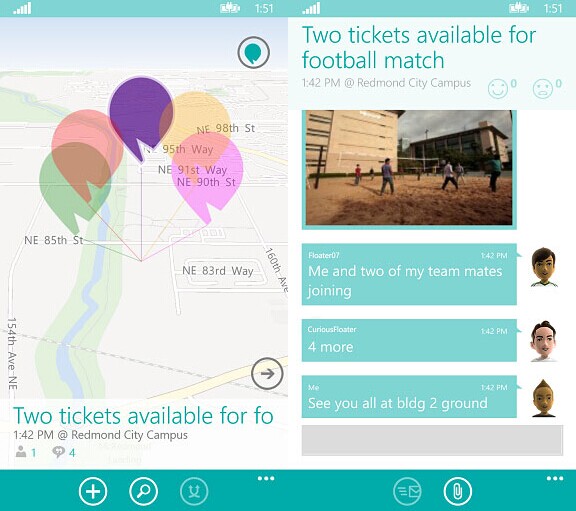 1:51
NE 98th St
NE 95th Way
NE 91st Way
NE 90th St
NE 85th St
NE 83rd Way
160th Ave
154th Ave NE
Two tickets available for fo
1:42 PM @ Redmond City Campus
1 4
1:51
Two tickets available for
football match
1:42 PM @ Redmond City Campus
0 0
Floater07 1:42 PM
Me and two of my team mates
joining
CuriousFloater 1:42 PM
4 more
Me 1:42 PM
See you all at bldg 2 ground